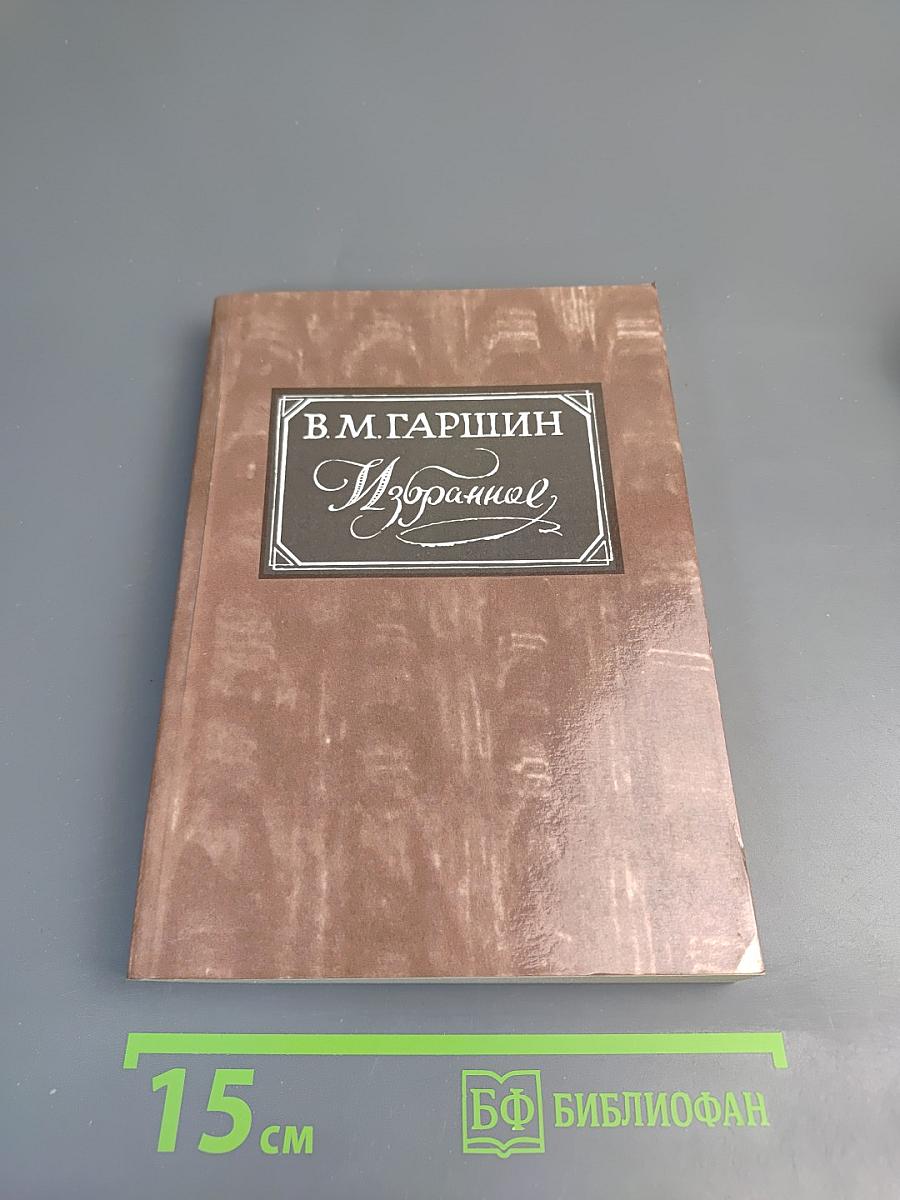 В. М. ГАРШИН
Избранное
15 см
БФ БИБЛИОФАН